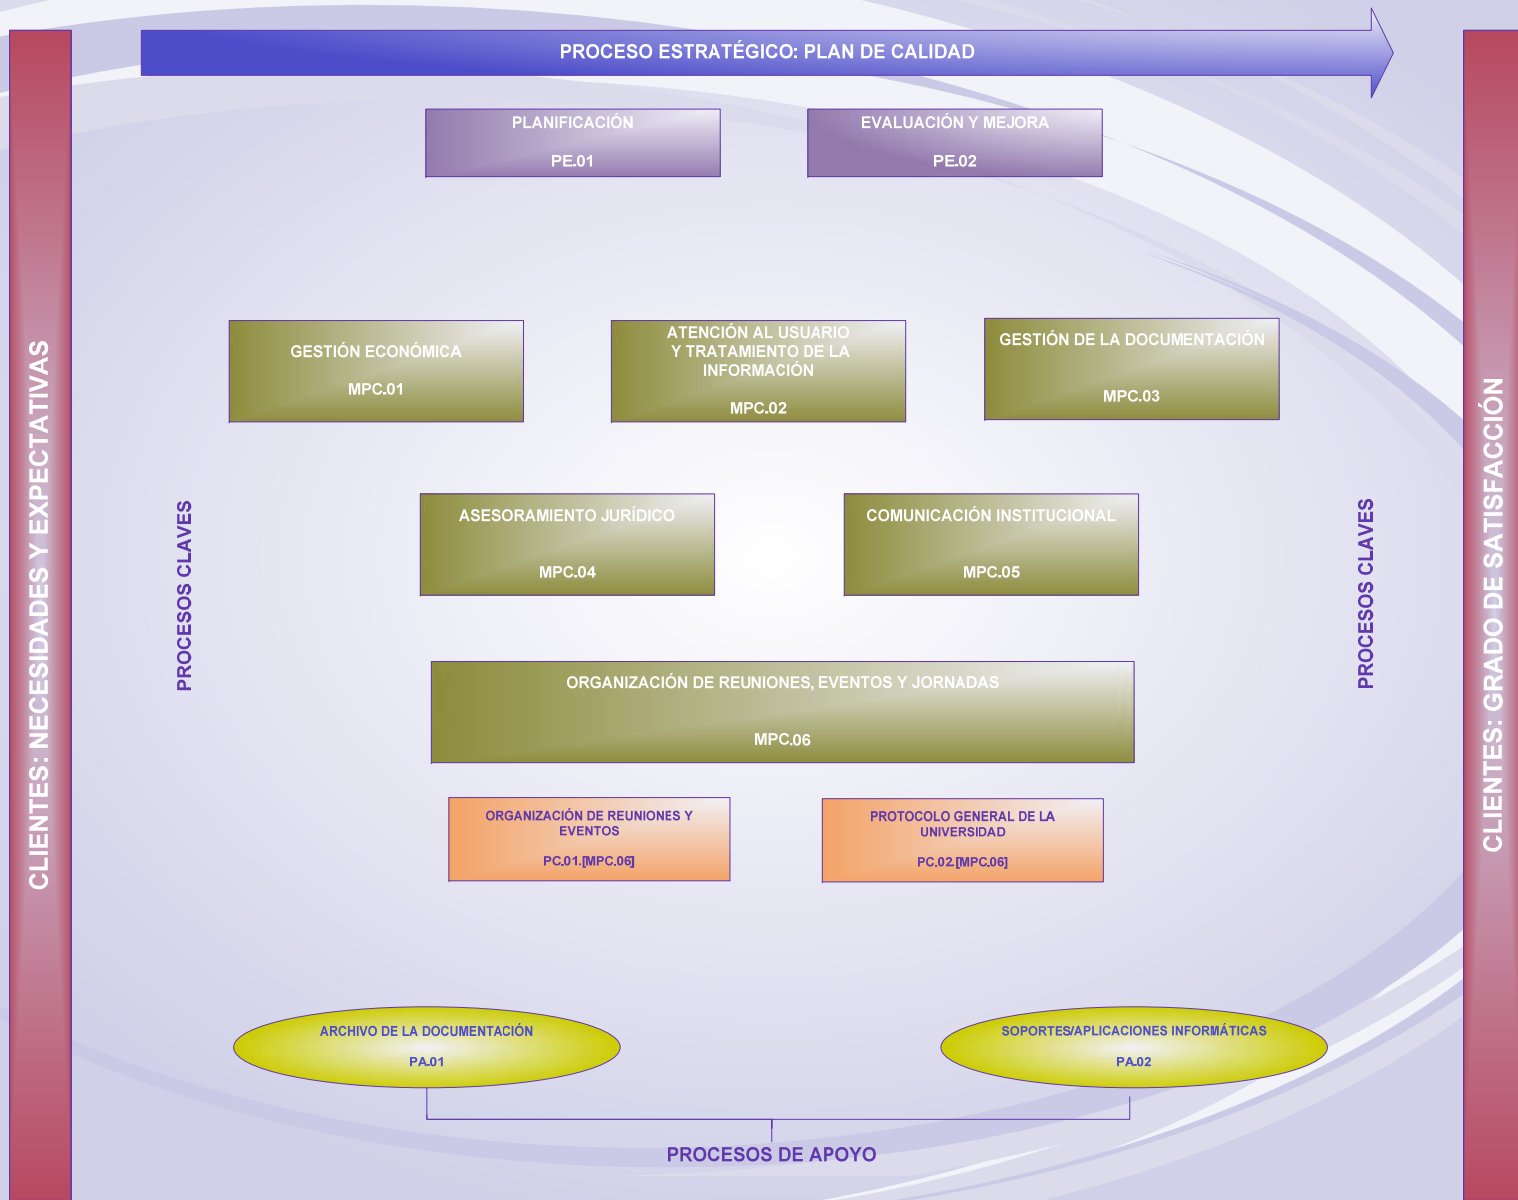 PROCESO ESTRATÉGICO: PLAN DE CALIDAD
PLANIFICACIÓN
PE.01
EVALUACIÓN Y MEJORA
PE.02
CLIENTES: NECESIDADES Y EXPECTATIVAS
PROCESOS CLAVES
GESTIÓN ECONÓMICA
MPC.01
ATENCIÓN AL USUARIO
Y TRATAMIENTO DE LA
INFORMACIÓN
MPC.02
GESTIÓN DE LA DOCUMENTACIÓN
MPC.03
ASESORAMIENTO JURÍDICO
MPC.04
COMUNICACIÓN INSTITUCIONAL
MPC.05
ORGANIZACIÓN DE REUNIONES, EVENTOS Y JORNADAS
MPC.06
ORGANIZACIÓN DE REUNIONES Y
EVENTOS
PC.01.[MPC.06]
PROTOCOLO GENERAL DE LA
UNIVERSIDAD
PC.02.[MPC.06]
PROCESOS CLAVES
CLIENTES: GRADO DE SATISFACCIÓN
ARCHIVO DE LA DOCUMENTACIÓN
PA.01
SOPORTES/APLICACIONES INFORMÁTICAS
PA.02
PROCESOS DE APOYO